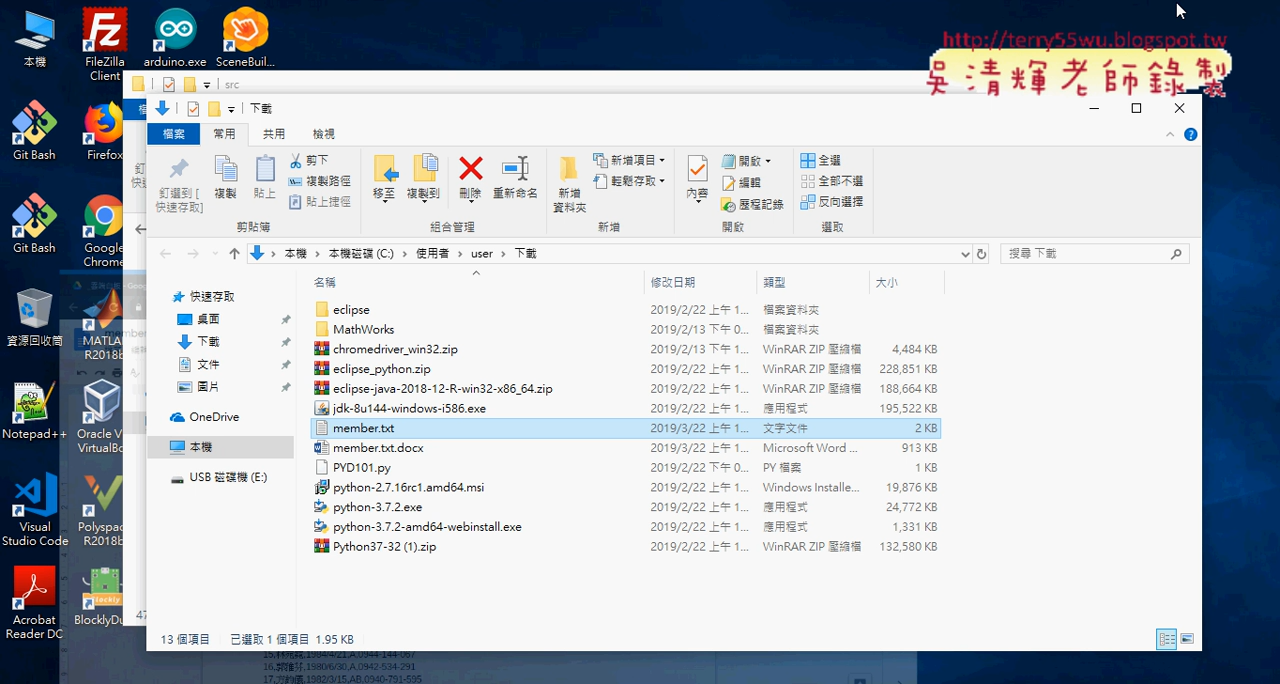 本機
FileZilla
Client
arduino.exe
SceneBuil...
http://terry55wu.blogspot.tw
吳清輝老師錄製
src
下載
檔案
常用
共用
檢視
Git Bash
Firefox
釘選到 [
快速存取]
複製
貼上
剪下
複製路徑
貼上捷徑
剪貼簿
移至
複製到
刪除
重新命名
組合管理
新增
資料夾
新增項目
輕鬆存取
新增
內容
開啟
編輯
歷程記錄
開啟
全選
全部不選
反向選擇
選取
本機 › 本機磁碟 (C:) › 使用者 › user › 下載
搜尋 下載
Git Bash
Google
Chrome
名稱 修改日期 類型 大小
快速存取
桌面
下載
文件
圖片
OneDrive
本機
USB 磁碟機 (E:)
eclipse 2019/2/22 上午 1... 檔案資料夾
MathWorks 2019/2/13 下午 0... 檔案資料夾
chromedriver_win32.zip 2019/2/13 下午 1... WinRAR ZIP 壓縮檔 4,484 KB
eclipse_python.zip 2019/2/22 上午 1... WinRAR ZIP 壓縮檔 228,851 KB
eclipse-java-2018-12-R-win32-x86_64.zip 2019/2/22 上午 1... WinRAR ZIP 壓縮檔 188,664 KB
jdk-8u144-windows-i586.exe 2019/2/22 上午 1... 應用程式 195,522 KB
member.txt 2019/3/22 上午 1... 文字文件 2 KB
member.txt.docx 2019/3/22 上午 1... Microsoft Word ... 913 KB
PYD101.py 2019/2/22 下午 0... PY 檔案 1 KB
python-2.7.16rc1.amd64.msi 2019/2/22 上午 1... Windows Installe... 19,876 KB
python-3.7.2.exe 2019/2/22 上午 1... 應用程式 24,772 KB
python-3.7.2-amd64-webinstall.exe 2019/2/22 上午 1... 應用程式 1,331 KB
Python37-32 (1).zip 2019/2/22 上午 1... WinRAR ZIP 壓縮檔 132,580 KB
資源回收筒
MATLAB
R2018b
Notepad++
Oracle V
VirtualBo
Visual
Studio Code
Polyspac
R2018b
Acrobat
Reader DC
BlocklyDu
47
13 個項目
已選取 1 個項目 1.95 KB
16,郭雅芬,1980/6/30,A,0942-534-291